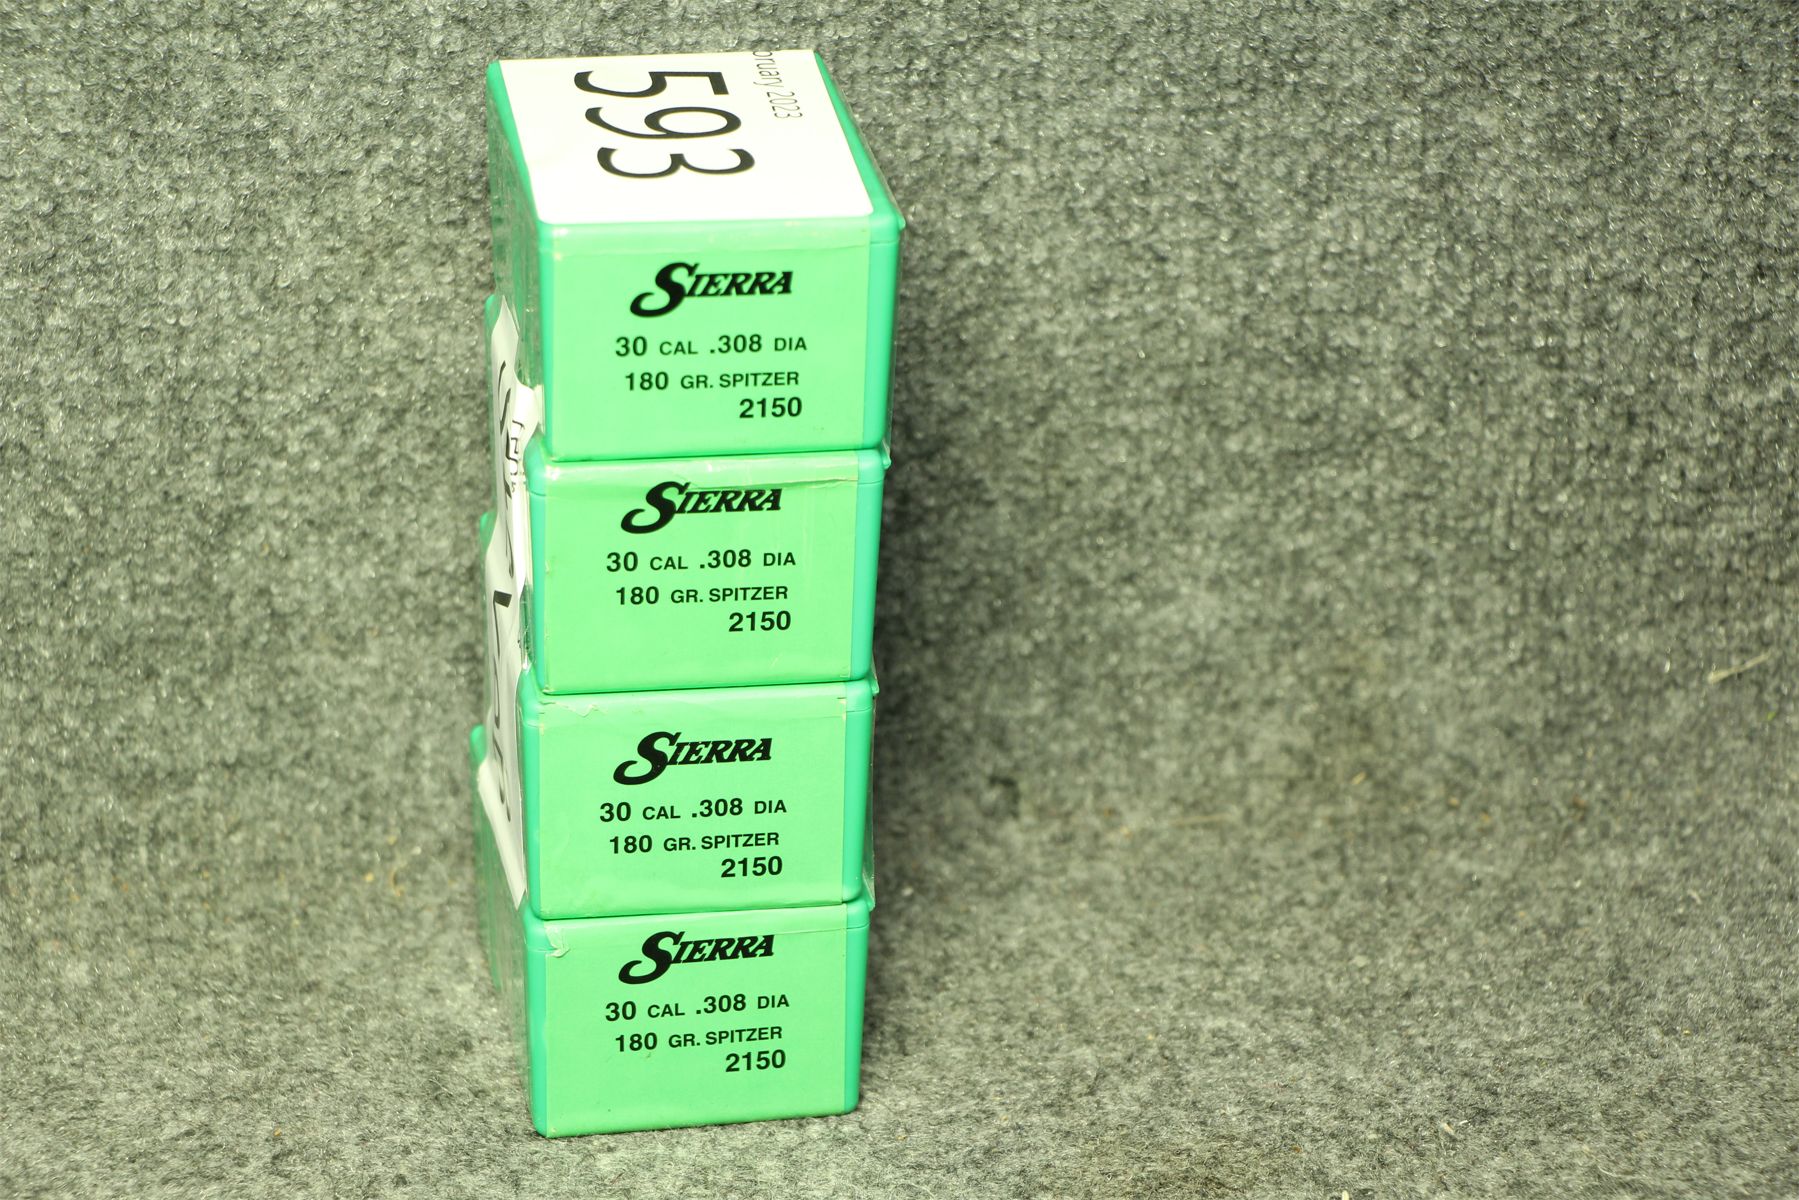 bruary 2023
593
SIERRA
30 CAL .308 DIA
180 GR. SPITZER
2150
SIERRA
30 CAL .308 DIA
180 GR. SPITZER
2150
SIERRA
30 CAL .308 DIA
180 GR. SPITZER
2150
SIERRA
30 CAL .308 DIA
180 GR. SPITZER
2150